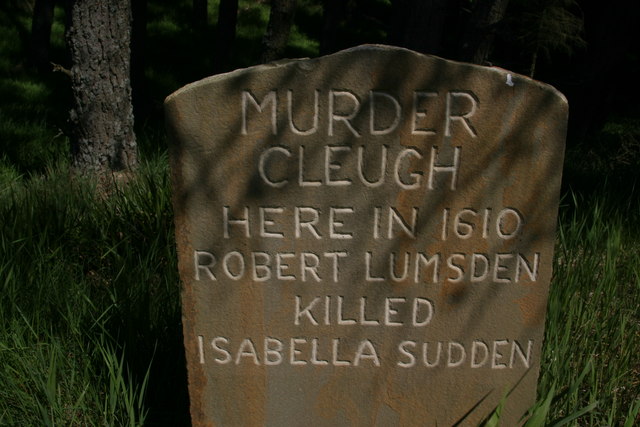 MURDER
CLEUGH
HERE IN 1610
ROBERT LUMSDEN
KILLED
ISABELLA SUDDEN